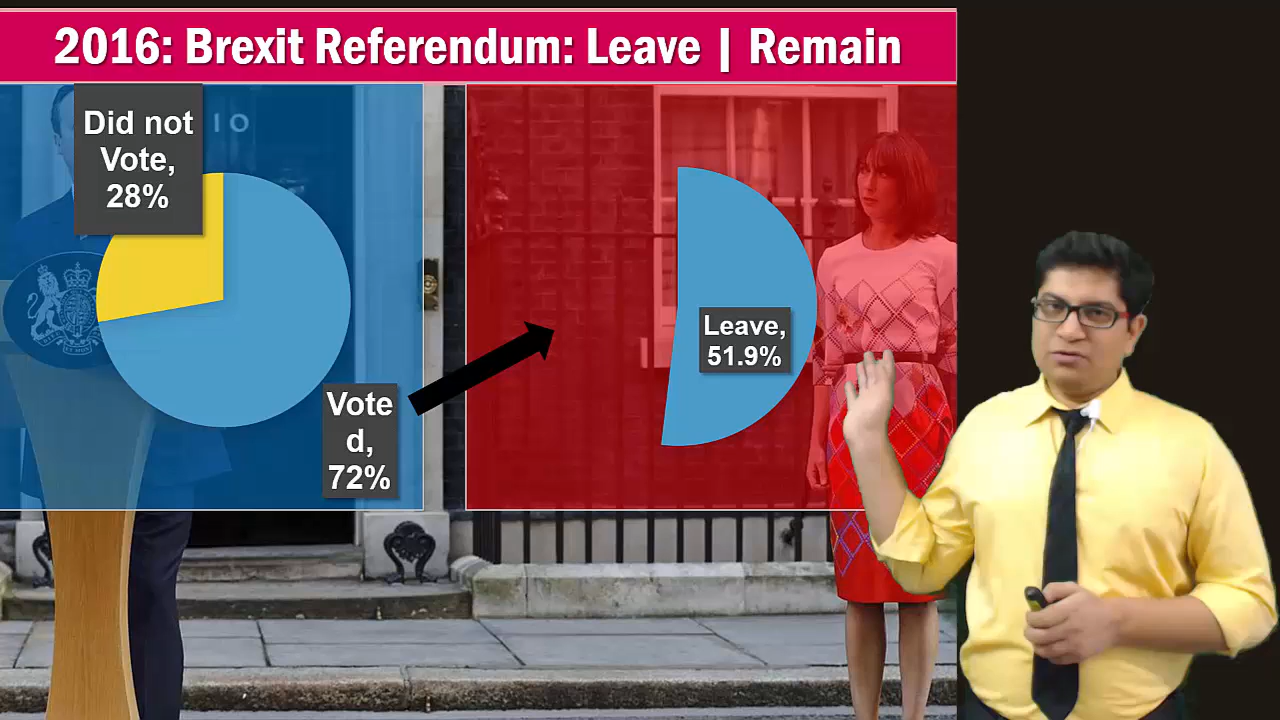 2016: Brexit Referendum: Leave | Remain
Did not
Vote,
28%
10
Vote
d,
72%
Leave,
51.9%